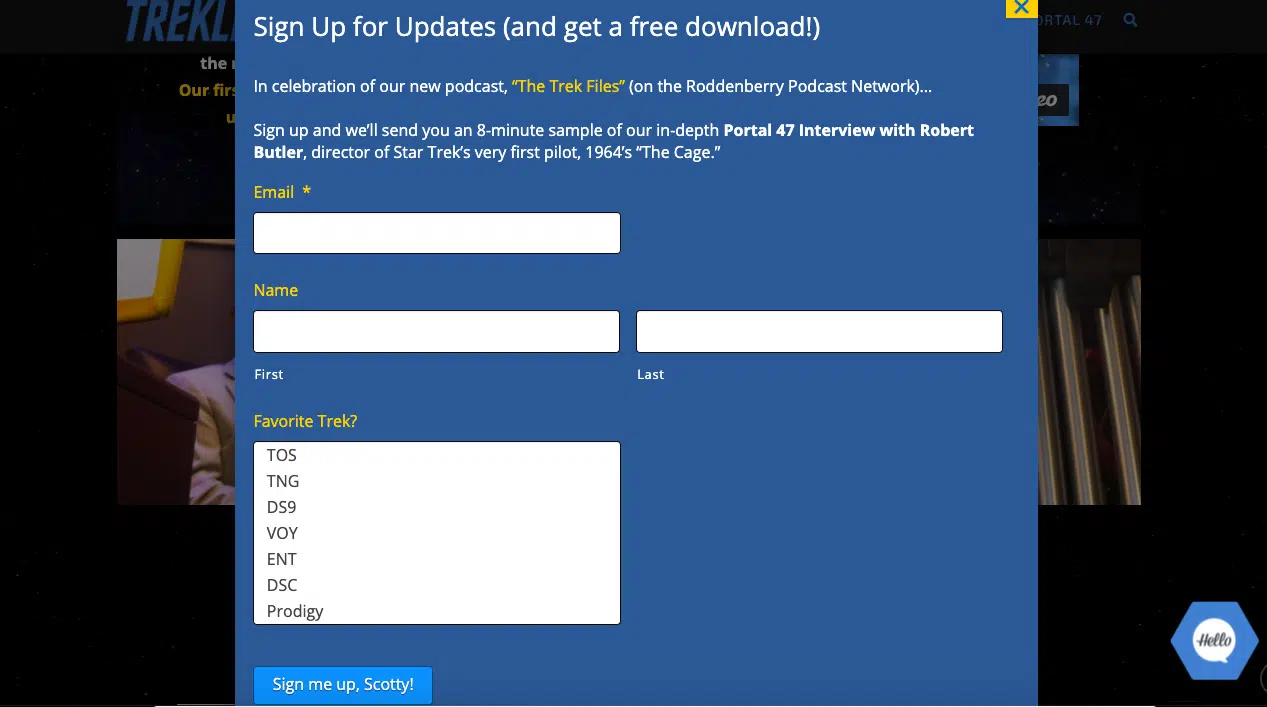 TREKL
ORTAL 47
Sign Up for Updates (and get a free download!)
the
Our firs
u
eo
In celebration of our new podcast, “The Trek Files” (on the Roddenberry Podcast Network)...
Sign up and we’ll send you an 8-minute sample of our in-depth Portal 47 Interview with Robert
Butler, director of Star Trek’s very first pilot, 1964’s “The Cage.”
Email *
Name
First
Last
Favorite Trek?
TOS
TNG
DS9
VOY
ENT
DSC
Prodigy
Hello
Sign me up, Scotty!